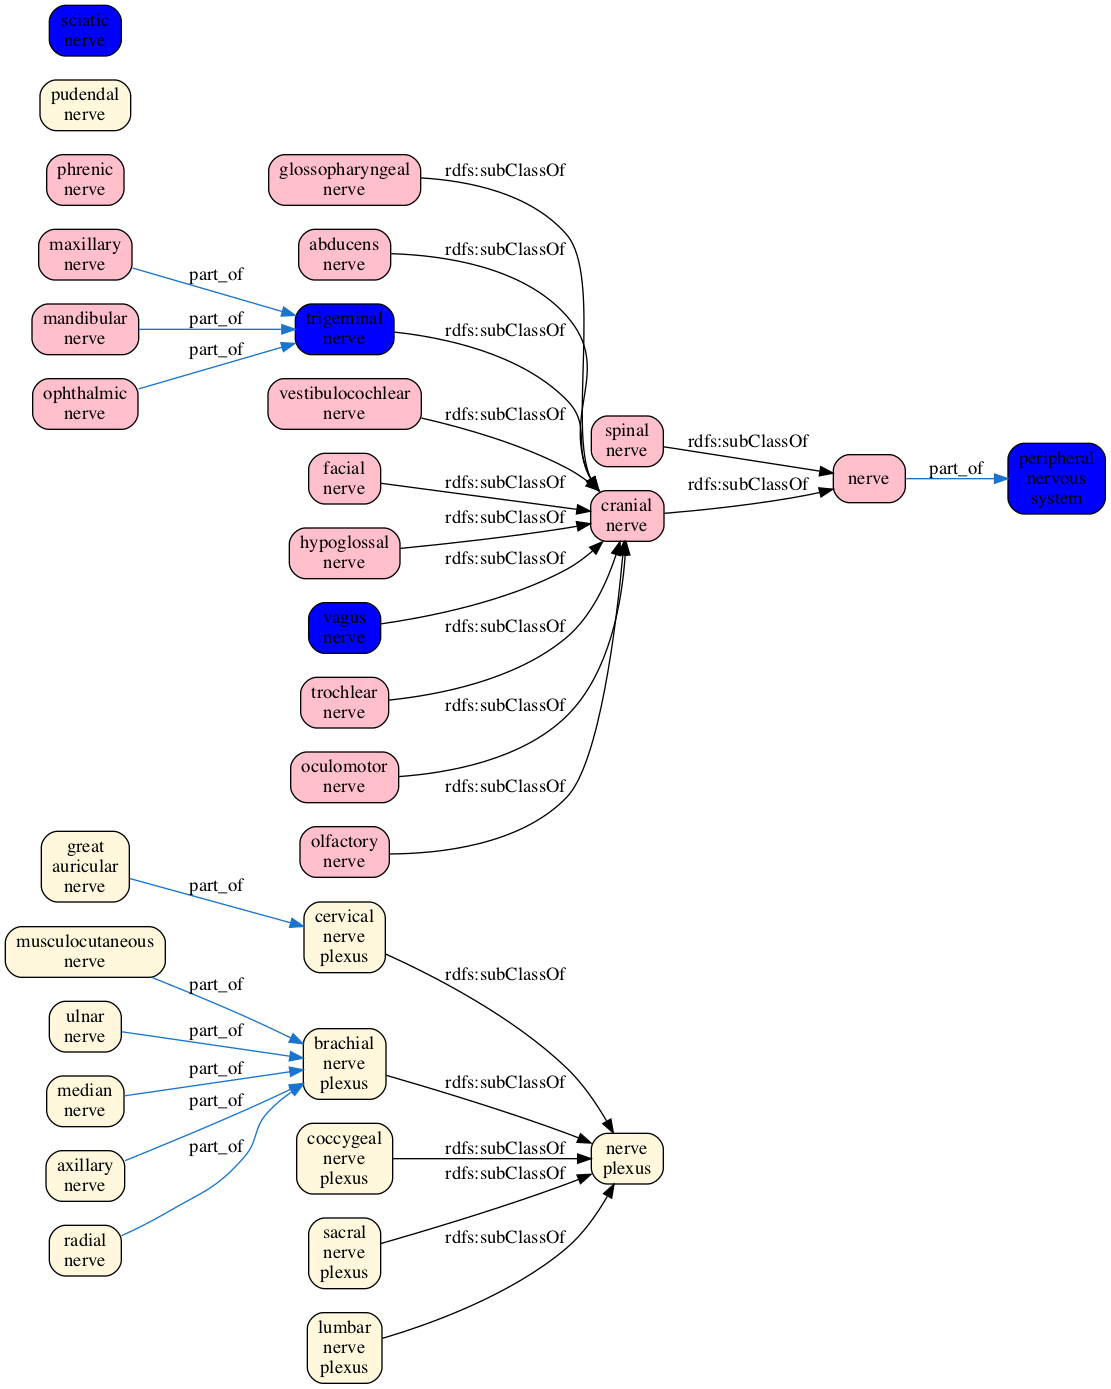 sciatic
nerve
pudendal
nerve
phrenic
nerve
glossopharyngeal
nerve
rdfs:subClassOf
maxillary
nerve
part_of
abducens
nerve
rdfs:subClassOf
mandibular
nerve
part_of
trigeminal
nerve
rdfs:subClassOf
ophthalmic
nerve
part_of
vestibulocochlear
nerve
rdfs:subClassOf
spinal
nerve
rdfs:subClassOf
facial
nerve
rdfs:subClassOf
cranial
nerve
rdfs:subClassOf
nerve
part_of
peripheral
nervous
system
hypoglossal
nerve
rdfs:subClassOf
vagus
nerve
rdfs:subClassOf
trochlear
nerve
rdfs:subClassOf
oculomotor
nerve
rdfs:subClassOf
olfactory
nerve
rdfs:subClassOf
great
auricular
nerve
part_of
cervical
nerve
plexus
rdfs:subClassOf
musculocutaneous
nerve
part_of
ulnar
nerve
part_of
brachial
nerve
plexus
rdfs:subClassOf
median
nerve
part_of
axillary
nerve
part_of
radial
nerve
part_of
coccygeal
nerve
plexus
rdfs:subClassOf
nerve
plexus
sacral
nerve
plexus
rdfs:subClassOf
lumbar
nerve
plexus
rdfs:subClassOf